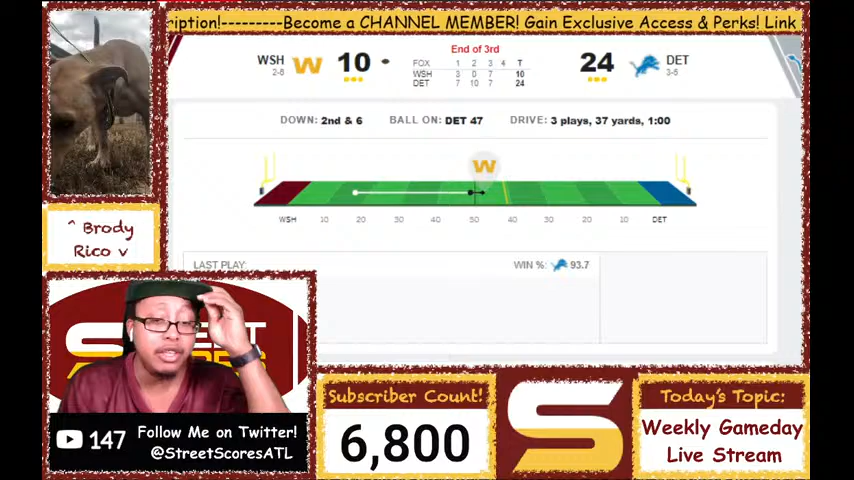 ription!---------Become a CHANNEL MEMBER! Gain Exclusive Access & Perks! Link
End of 3rd
WSH 2-6 W 10 24 DET 3-5
FOX 1 2 3 4 T
WSH 3 0 7 10
DET 7 10 7 24
DOWN: 2nd & 6 BALL ON: DET 47 DRIVE: 3 plays, 37 yards, 1:00
W
WSH 10 20 30 40 50 40 30 20 10 DET
LAST PLAY: WIN %: 93.7
^ Brody
Rico v
STREET
SCORES
147 Follow Me on Twitter!
@StreetScoresATL
Subscriber Count!
6,800
S
Today's Topic:
Weekly Gameday
Live Stream